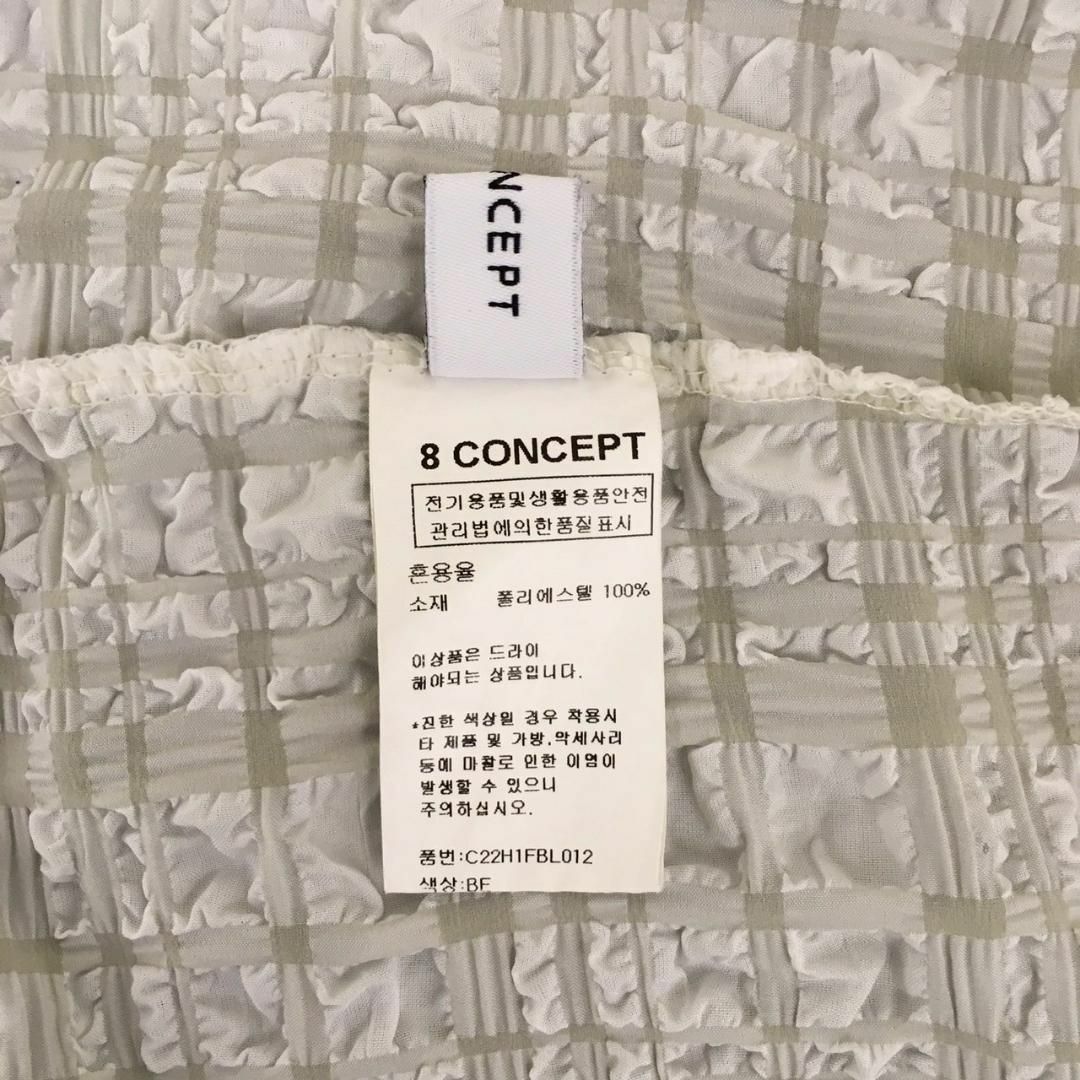 NCEPT
8 CONCEPT
전기용품및생활용품안전
관리법에의한품질표시
혼용율
소재 폴리에스텔 100%
이상품은 드라이
해야되는 상품입니다.
*진한 색상일 경우 착용시
타 제품 및 가방,악세사리
등에 마찰로 인한 이염이
발생할 수 있으니
주의하십시오.
품번:C22H1FBL012
색상:BE